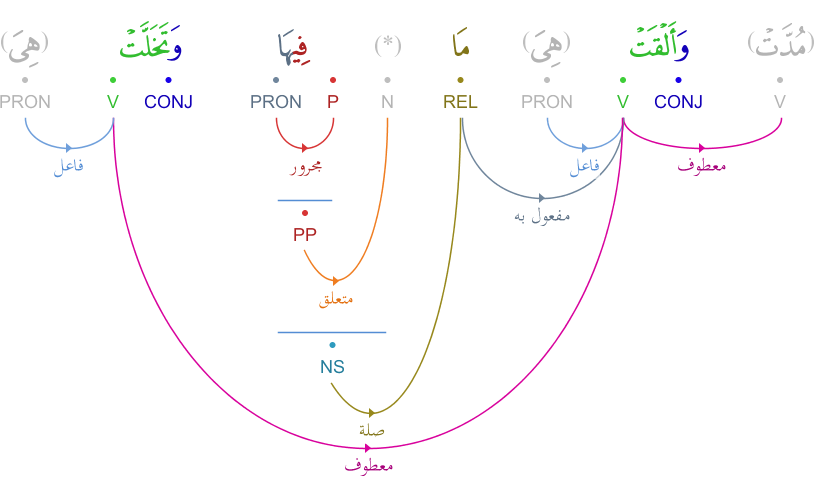 (مُدَّتْ) وَأَلْقَتْ (هِيَ) مَا (*) فِيهَا وَتَخَلَّتْ (هِيَ)
V CONJ V PRON REL N P PRON CONJ V PRON
معطوف فاعل مجرور فاعل
مفعول به
PP
متعلق
NS
صلة
معطوف